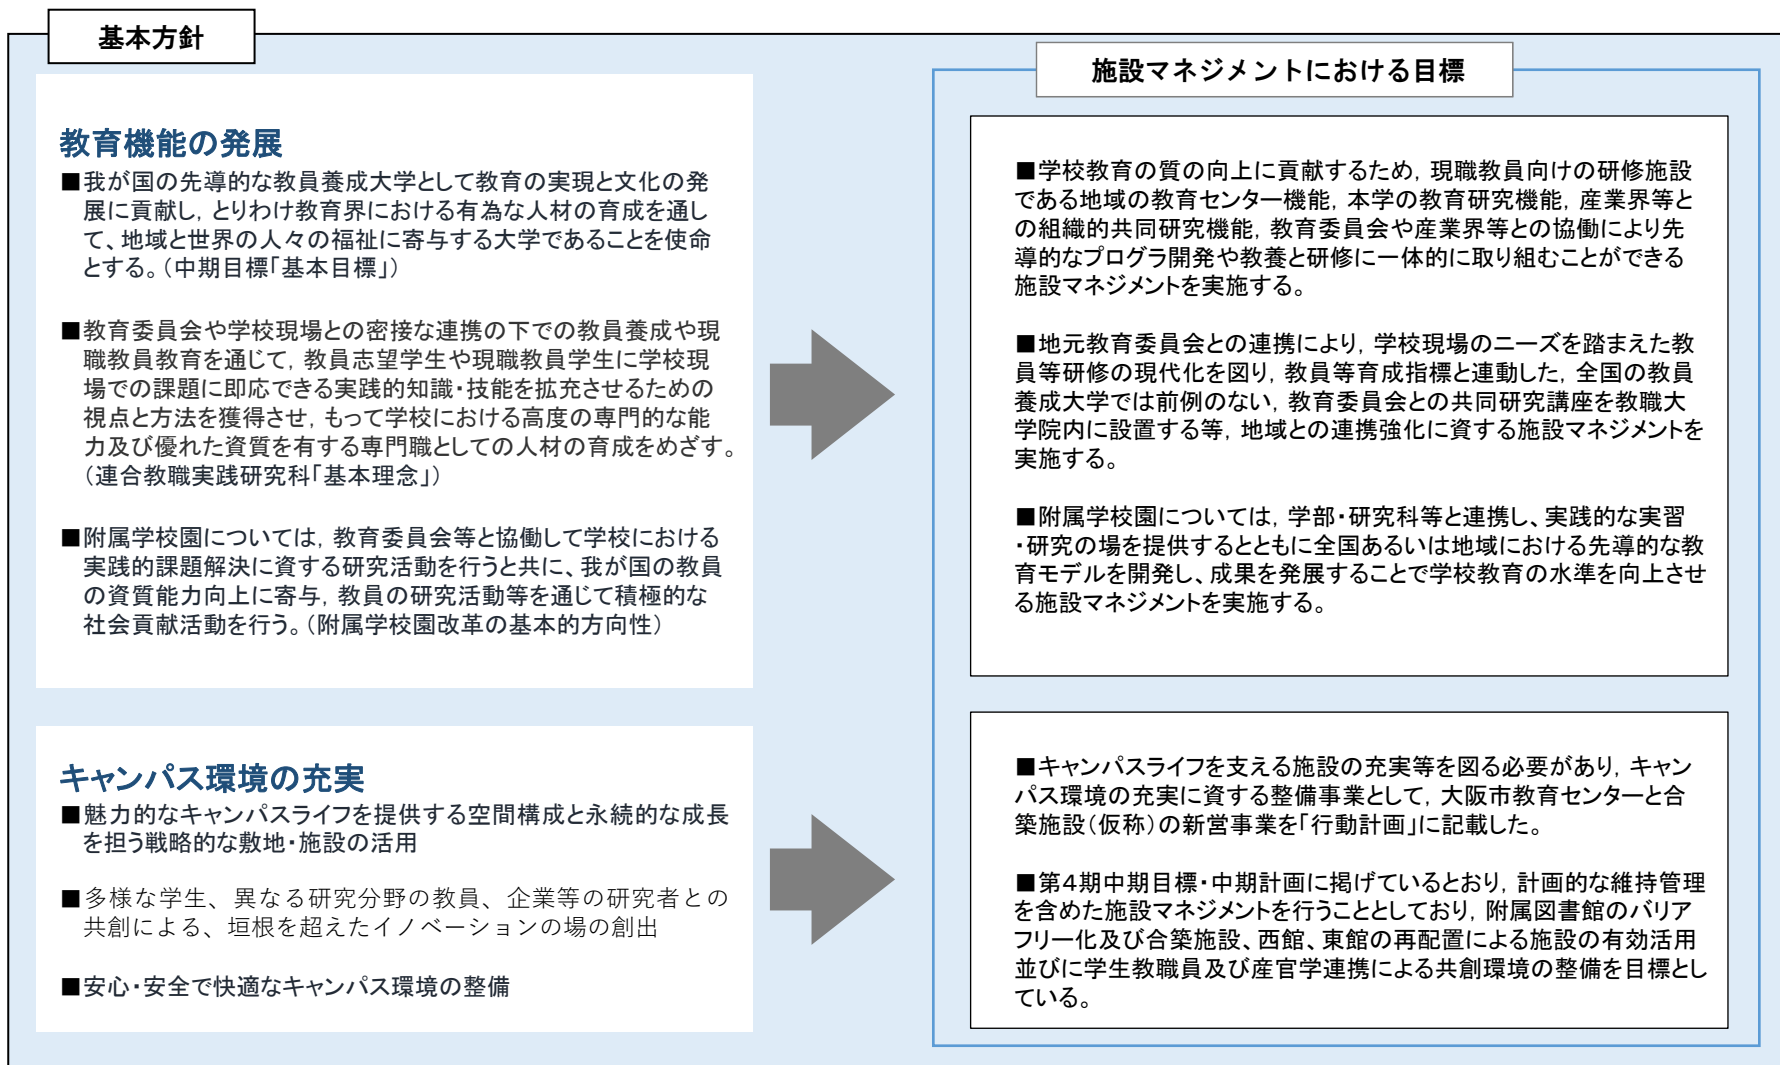 基本方針
教育機能の発展
■我が国の先導的な教員養成大学として教育の実現と文化の発
展に貢献し，とりわけ教育界における有為な人材の育成を通し
て、地域と世界の人々の福祉に寄与する大学であることを使命
とする。（中期目標「基本目標」）
■教育委員会や学校現場との密接な連携の下での教員養成や現
職教員教育を通じて，教員志望学生や現職教員学生に学校現
場での課題に即応できる実践的知識・技能を拡充させるための
視点と方法を獲得させ，もって学校における高度の専門的な能
力及び優れた資質を有する専門職としての人材の育成をめざす。
（連合教職実践研究科「基本理念」）
■附属学校園については，教育委員会等と協働して学校における
実践的課題解決に資する研究活動を行うと共に、我が国の教員
の資質能力向上に寄与，教員の研究活動等を通じて積極的な
社会貢献活動を行う。（附属学校園改革の基本的方向性）
キャンパス環境の充実
■魅力的なキャンパスライフを提供する空間構成と永続的な成長
を担う戦略的な敷地・施設の活用
■多様な学生、異なる研究分野の教員、企業等の研究者との
共創による、垣根を超えたイノベーションの場の創出
■安心・安全で快適なキャンパス環境の整備
施設マネジメントにおける目標
■学校教育の質の向上に貢献するため，現職教員向けの研修施設
である地域の教育センター機能，本学の教育研究機能，産業界等と
の組織的共同研究機能，教育委員会や産業界等との協働により先
導的なプログラ開発や教養と研修に一体的に取り組むことができる
施設マネジメントを実施する。
■地元教育委員会との連携により，学校現場のニーズを踏まえた教
員等研修の現代化を図り，教員等育成指標と連動した，全国の教員
養成大学では前例のない，教育委員会との共同研究講座を教職大
学院内に設置する等，地域との連携強化に資する施設マネジメントを
実施する。
■附属学校園については，学部・研究科等と連携し、実践的な実習
・研究の場を提供するとともに全国あるいは地域における先導的な教
育モデルを開発し、成果を発展することで学校教育の水準を向上させ
る施設マネジメントを実施する。
■キャンパスライフを支える施設の充実等を図る必要があり，キャン
パス環境の充実に資する整備事業として，大阪市教育センターと合
築施設（仮称）の新営事業を「行動計画」に記載した。
■第４期中期目標・中期計画に掲げているとおり，計画的な維持管理
を含めた施設マネジメントを行うこととしており，附属図書館のバリア
フリー化及び合築施設、西館、東館の再配置による施設の有効活用
並びに学生教職員及び産官学連携による共創環境の整備を目標とし
ている。